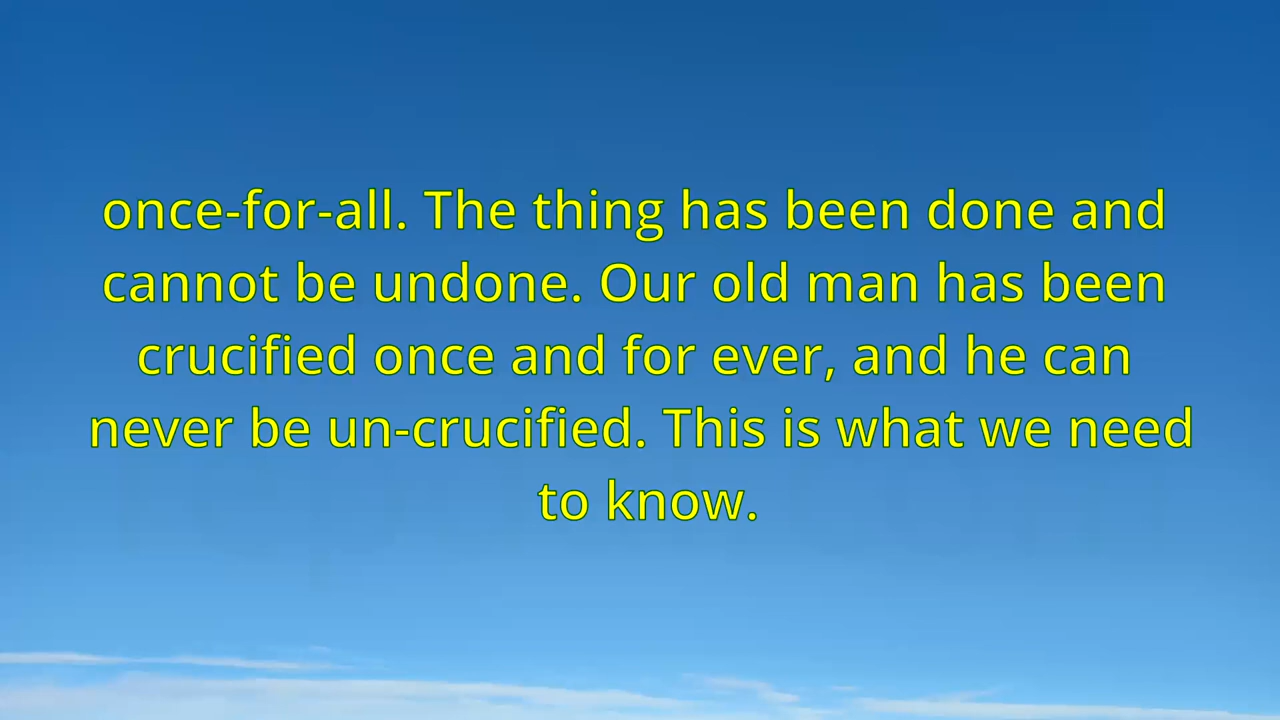 once-for-all. The thing has been done and
cannot be undone. Our old man has been
crucified once and for ever, and he can
never be un-crucified. This is what we need
to know.